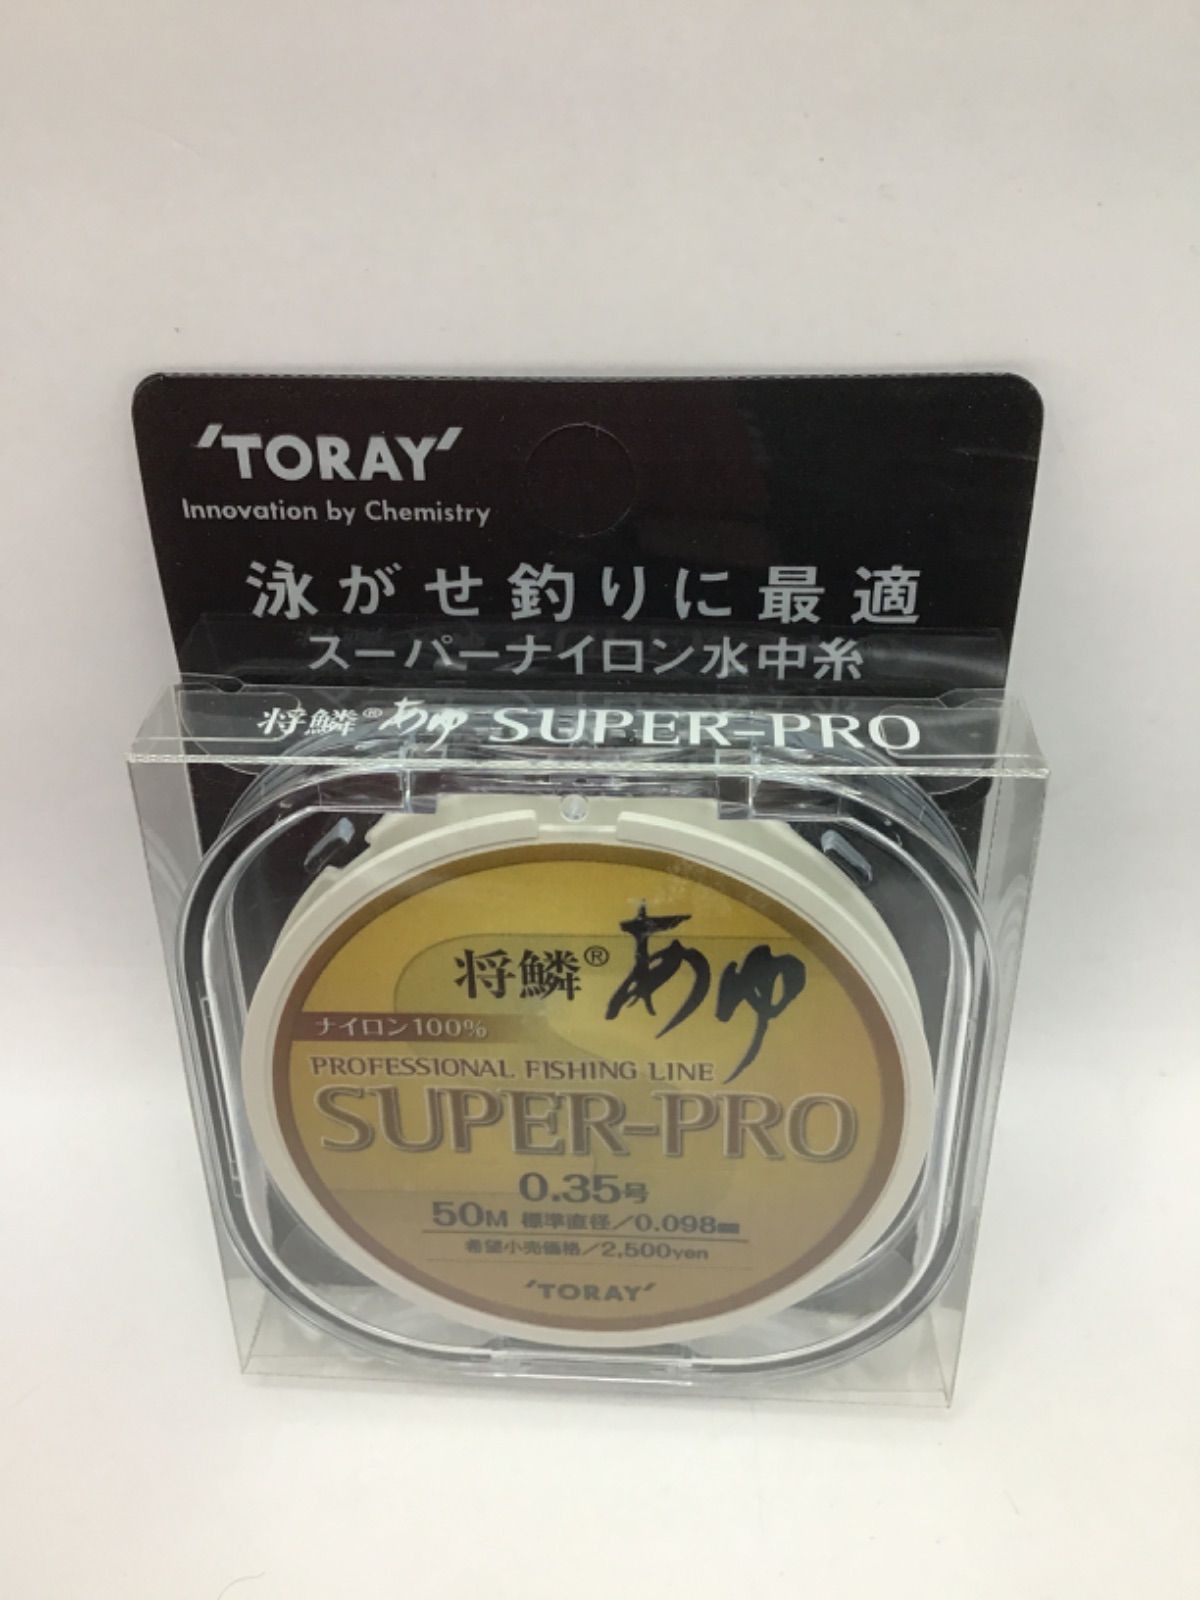 'TORAY'
Innovation by Chemistry
泳がせ釣りに最適
スーパーナイロン水中糸
将鱗®あゆ SUPER-PRO
将鱗®あゆ
ナイロン100%
PROFESSIONAL FISHING LINE
SUPER-PRO
0.35号
50M 標準直径/0.098mm
希望小売価格/2,500yen
'TORAY'